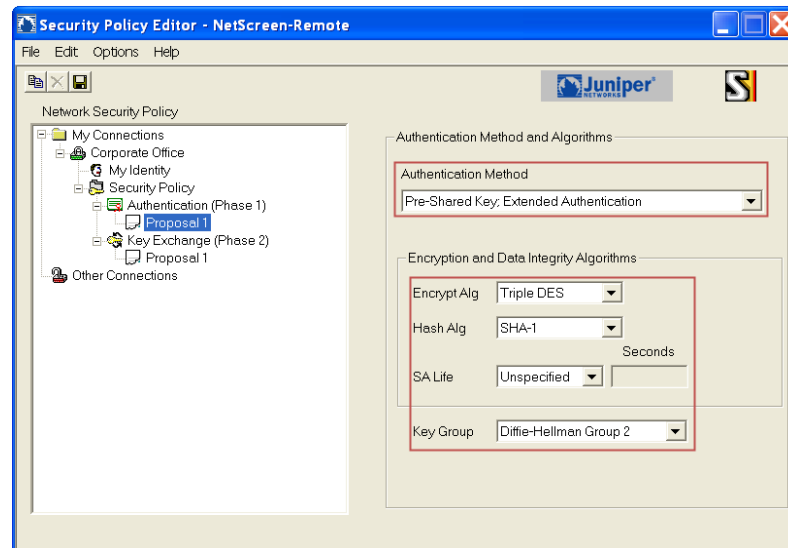 Security Policy Editor - NetScreen-Remote
File Edit Options Help
Juniper
NETWORKS
S
Network Security Policy
My Connections
Corporate Office
My Identity
Security Policy
Authentication (Phase 1)
Proposal 1
Key Exchange (Phase 2)
Proposal 1
Other Connections
Authentication Method and Algorithms
Authentication Method
Pre-Shared Key; Extended Authentication
Encryption and Data Integrity Algorithms
Encrypt Alg Triple DES
Hash Alg SHA-1
Seconds
SA Life Unspecified
Key Group Diffie-Hellman Group 2